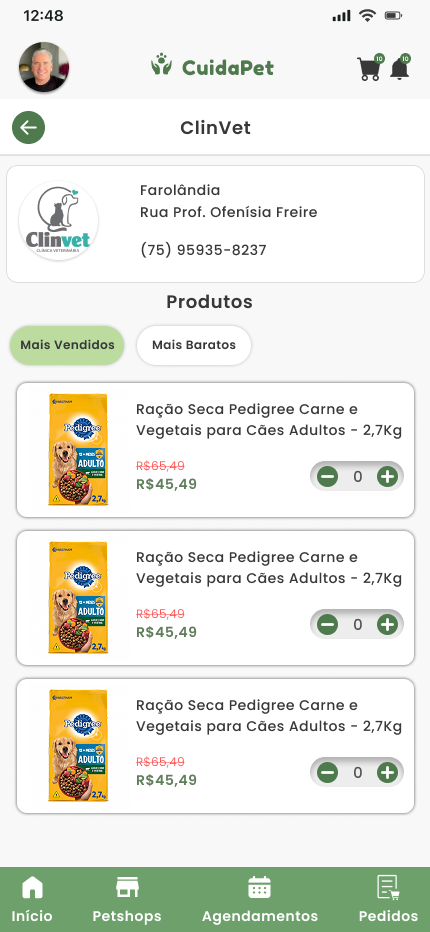 12:48
CuidaPet
10
10
ClinVet
Farolândia
Rua Prof. Ofenísia Freire
(75) 95935-8237
Clinvet
CLÍNICA VETERINÁRIA
Produtos
Mais Vendidos
Mais Baratos
Pedigree
ADULTO
2,7
Ração Seca Pedigree Carne e
Vegetais para Cães Adultos - 2,7Kg
R$65,49
R$45,49
0
Pedigree
ADULTO
2,7
Ração Seca Pedigree Carne e
Vegetais para Cães Adultos - 2,7Kg
R$65,49
R$45,49
0
Pedigree
ADULTO
2,7
Ração Seca Pedigree Carne e
Vegetais para Cães Adultos - 2,7Kg
R$65,49
R$45,49
0
Início
Petshops
Agendamentos
Pedidos